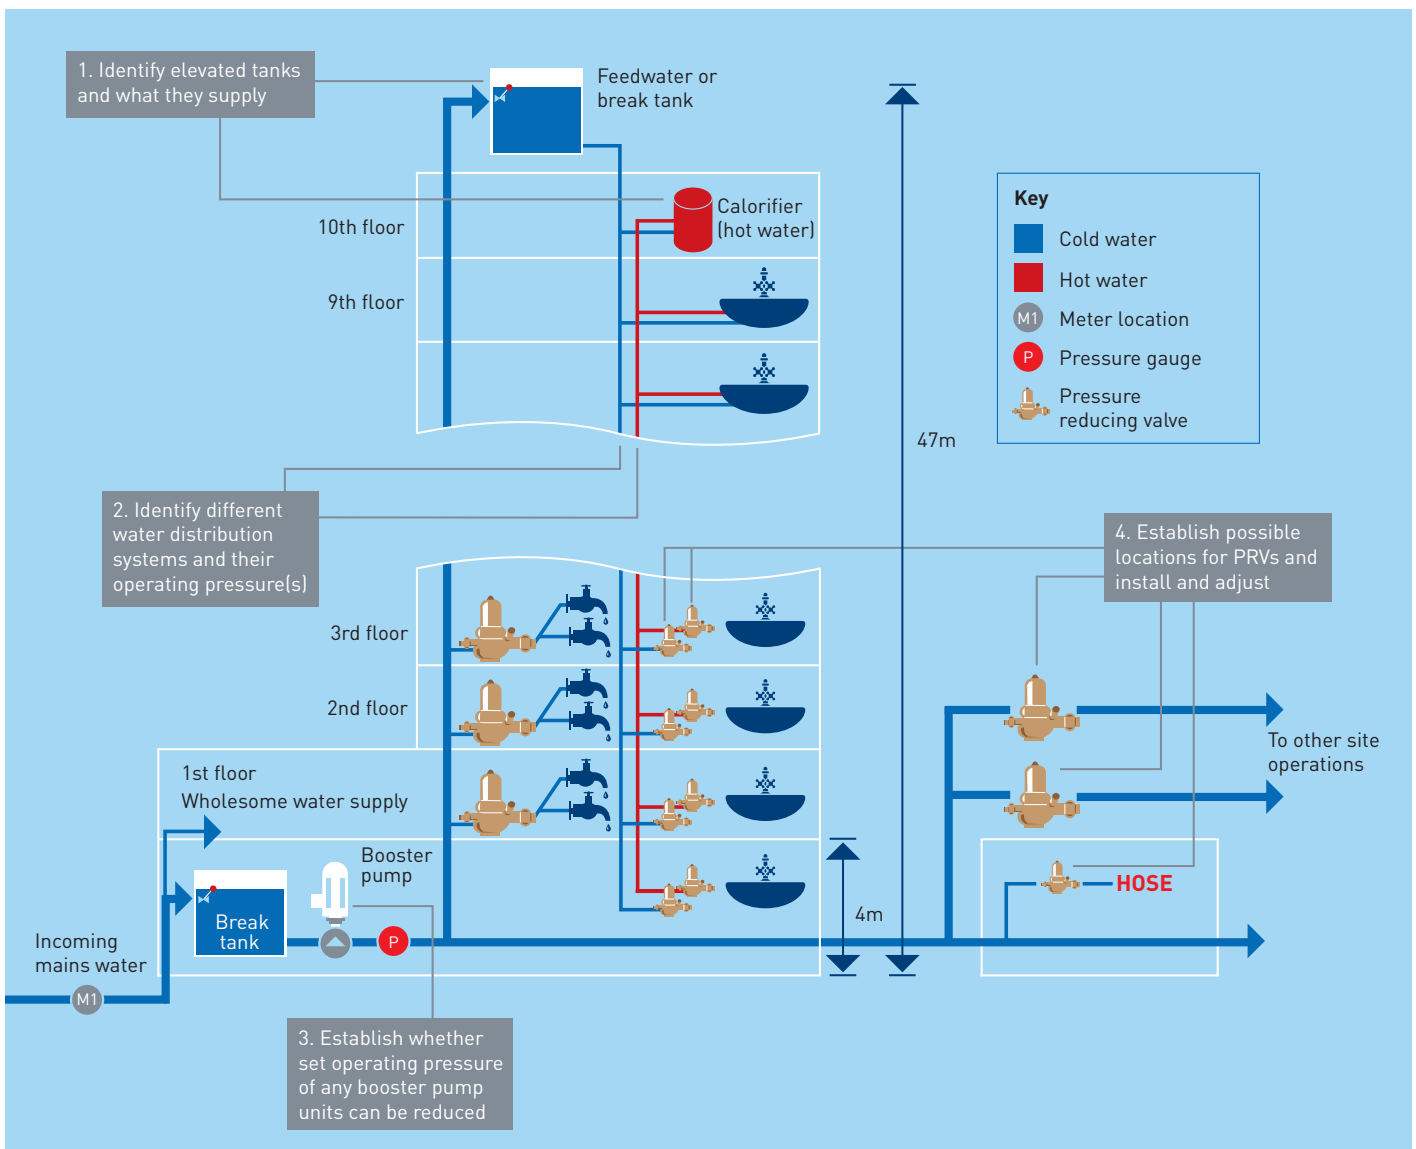 1. Identify elevated tanks
and what they supply
Feedwater or
break tank
10th floor
Calorifier
(hot water)
9th floor
Key
Cold water
Hot water
M1
Meter location
P
Pressure gauge
Pressure
reducing valve
47m
2. Identify different
water distribution
systems and their
operating pressure(s)
4. Establish possible
locations for PRVs and
install and adjust
3rd floor
2nd floor
To other site
operations
1st floor
Wholesome water supply
Booster
pump
HOSE
4m
Break
tank
P
Incoming
mains water
M1
3. Establish whether
set operating pressure
of any booster pump
units can be reduced